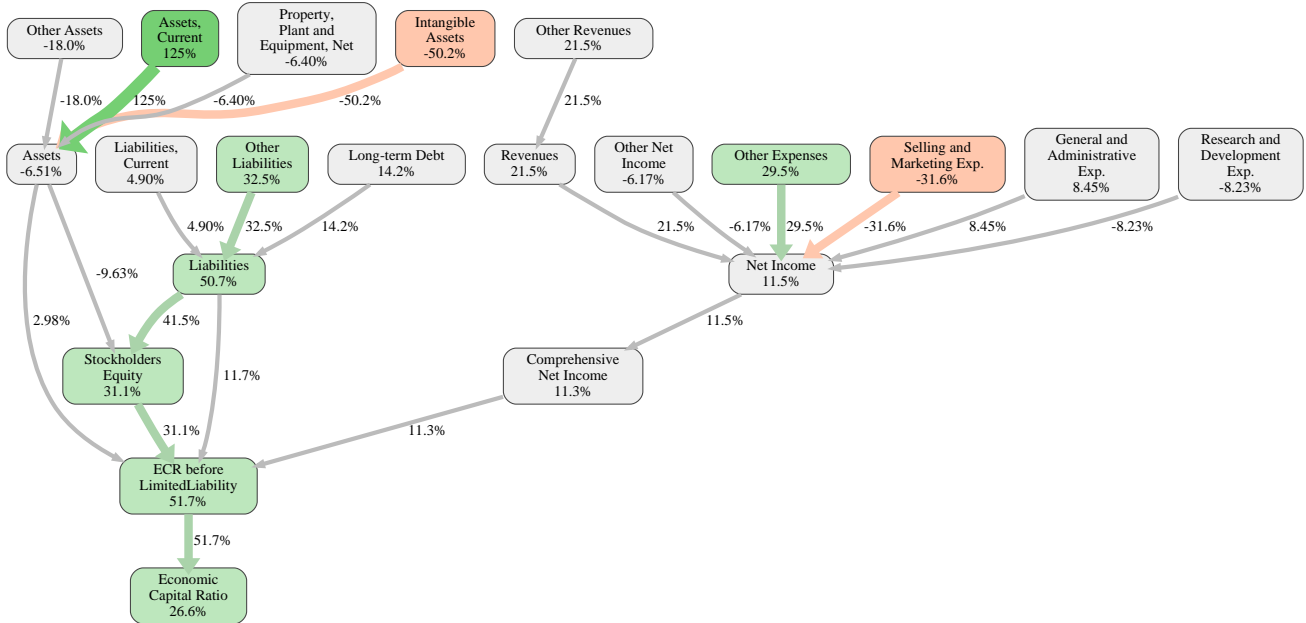 Other Assets
-18.0%
Assets,
Current
125%
Property,
Plant and
Equipment, Net
-6.40%
Intangible
Assets
-50.2%
Other Revenues
21.5%
-18.0%
125%
-6.40%
-50.2%
21.5%
Assets
-6.51%
Liabilities,
Current
4.90%
Other
Liabilities
32.5%
Long-term Debt
14.2%
Revenues
21.5%
Other Net
Income
-6.17%
Other Expenses
29.5%
Selling and
Marketing Exp.
-31.6%
General and
Administrative
Exp.
8.45%
Research and
Development
Exp.
-8.23%
4.90%
32.5%
14.2%
21.5%
-6.17%
29.5%
-31.6%
8.45%
-8.23%
Liabilities
50.7%
Net Income
11.5%
-9.63%
2.98%
41.5%
11.5%
Stockholders
Equity
31.1%
11.7%
Comprehensive
Net Income
11.3%
31.1%
11.3%
ECR before
LimitedLiability
51.7%
51.7%
Economic
Capital Ratio
26.6%